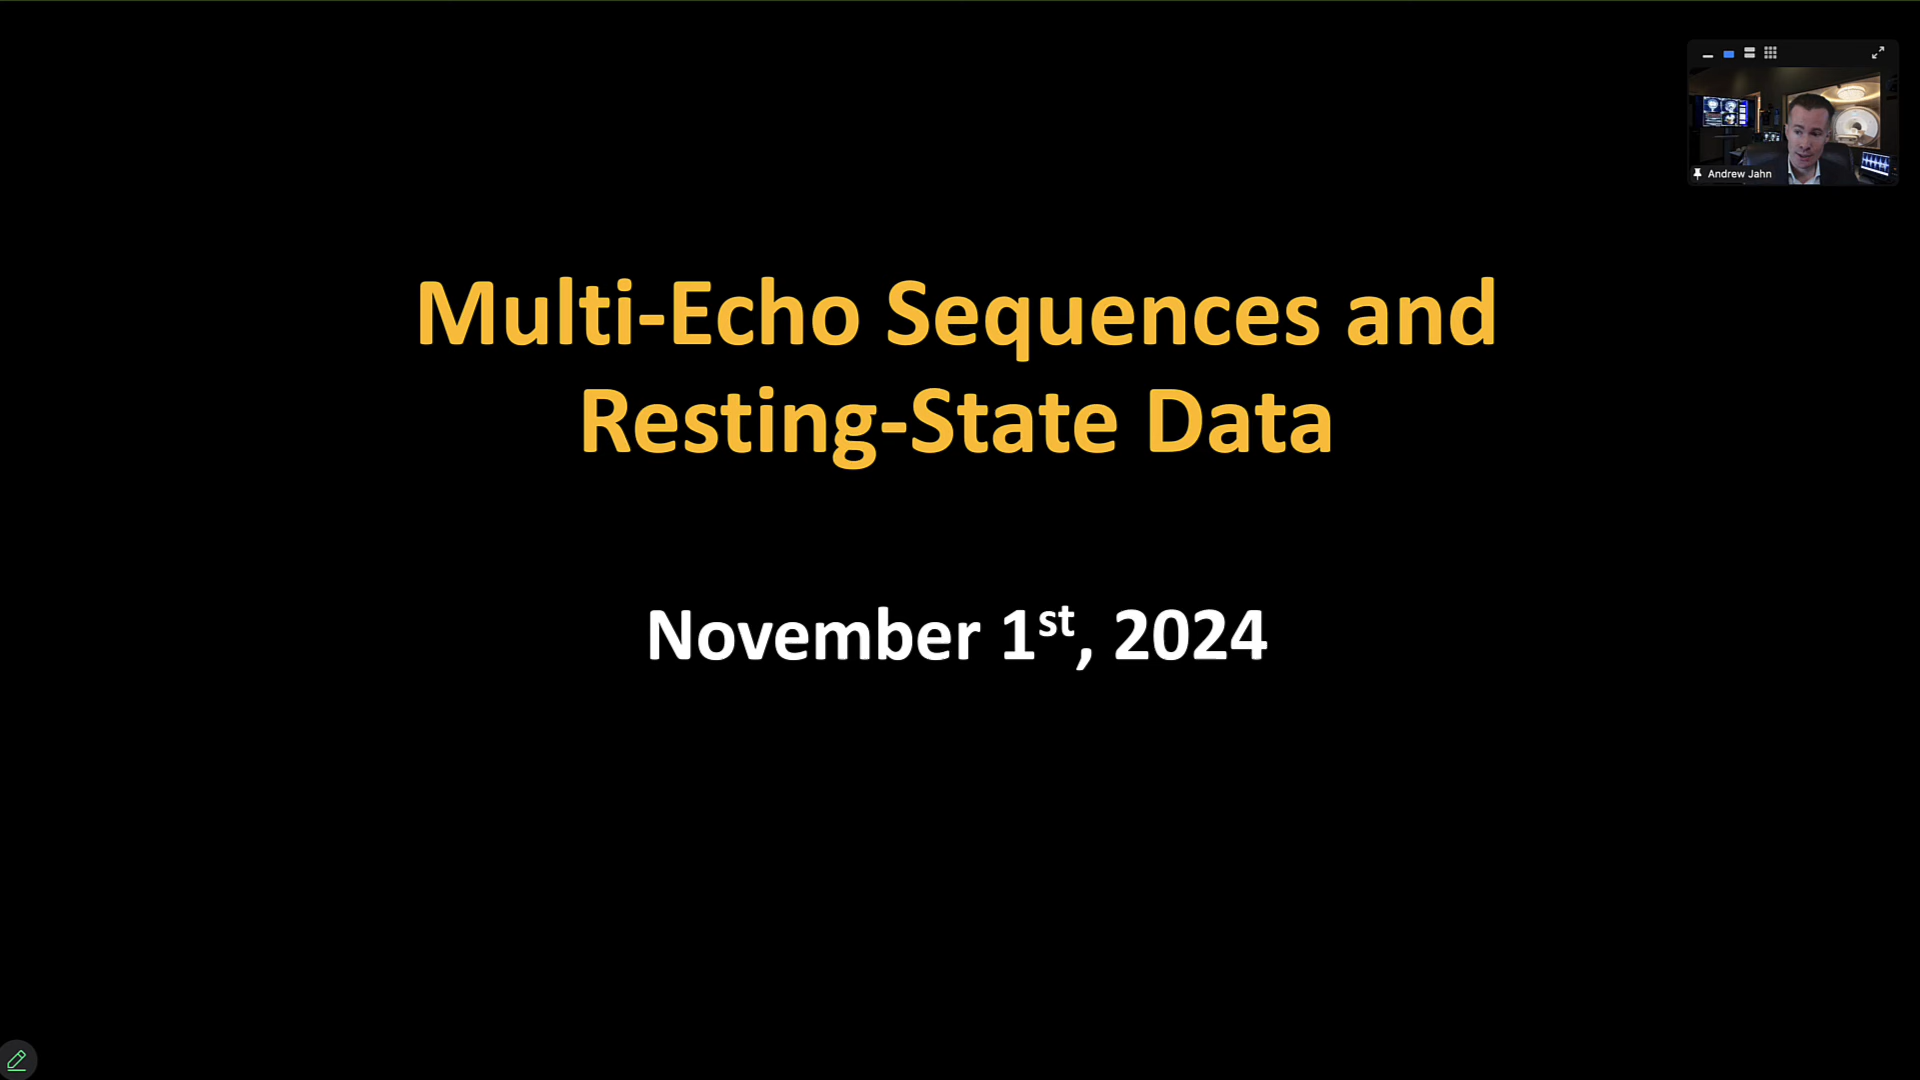 Andrew Jahn
Multi-Echo Sequences and
Resting-State Data
November 1st, 2024